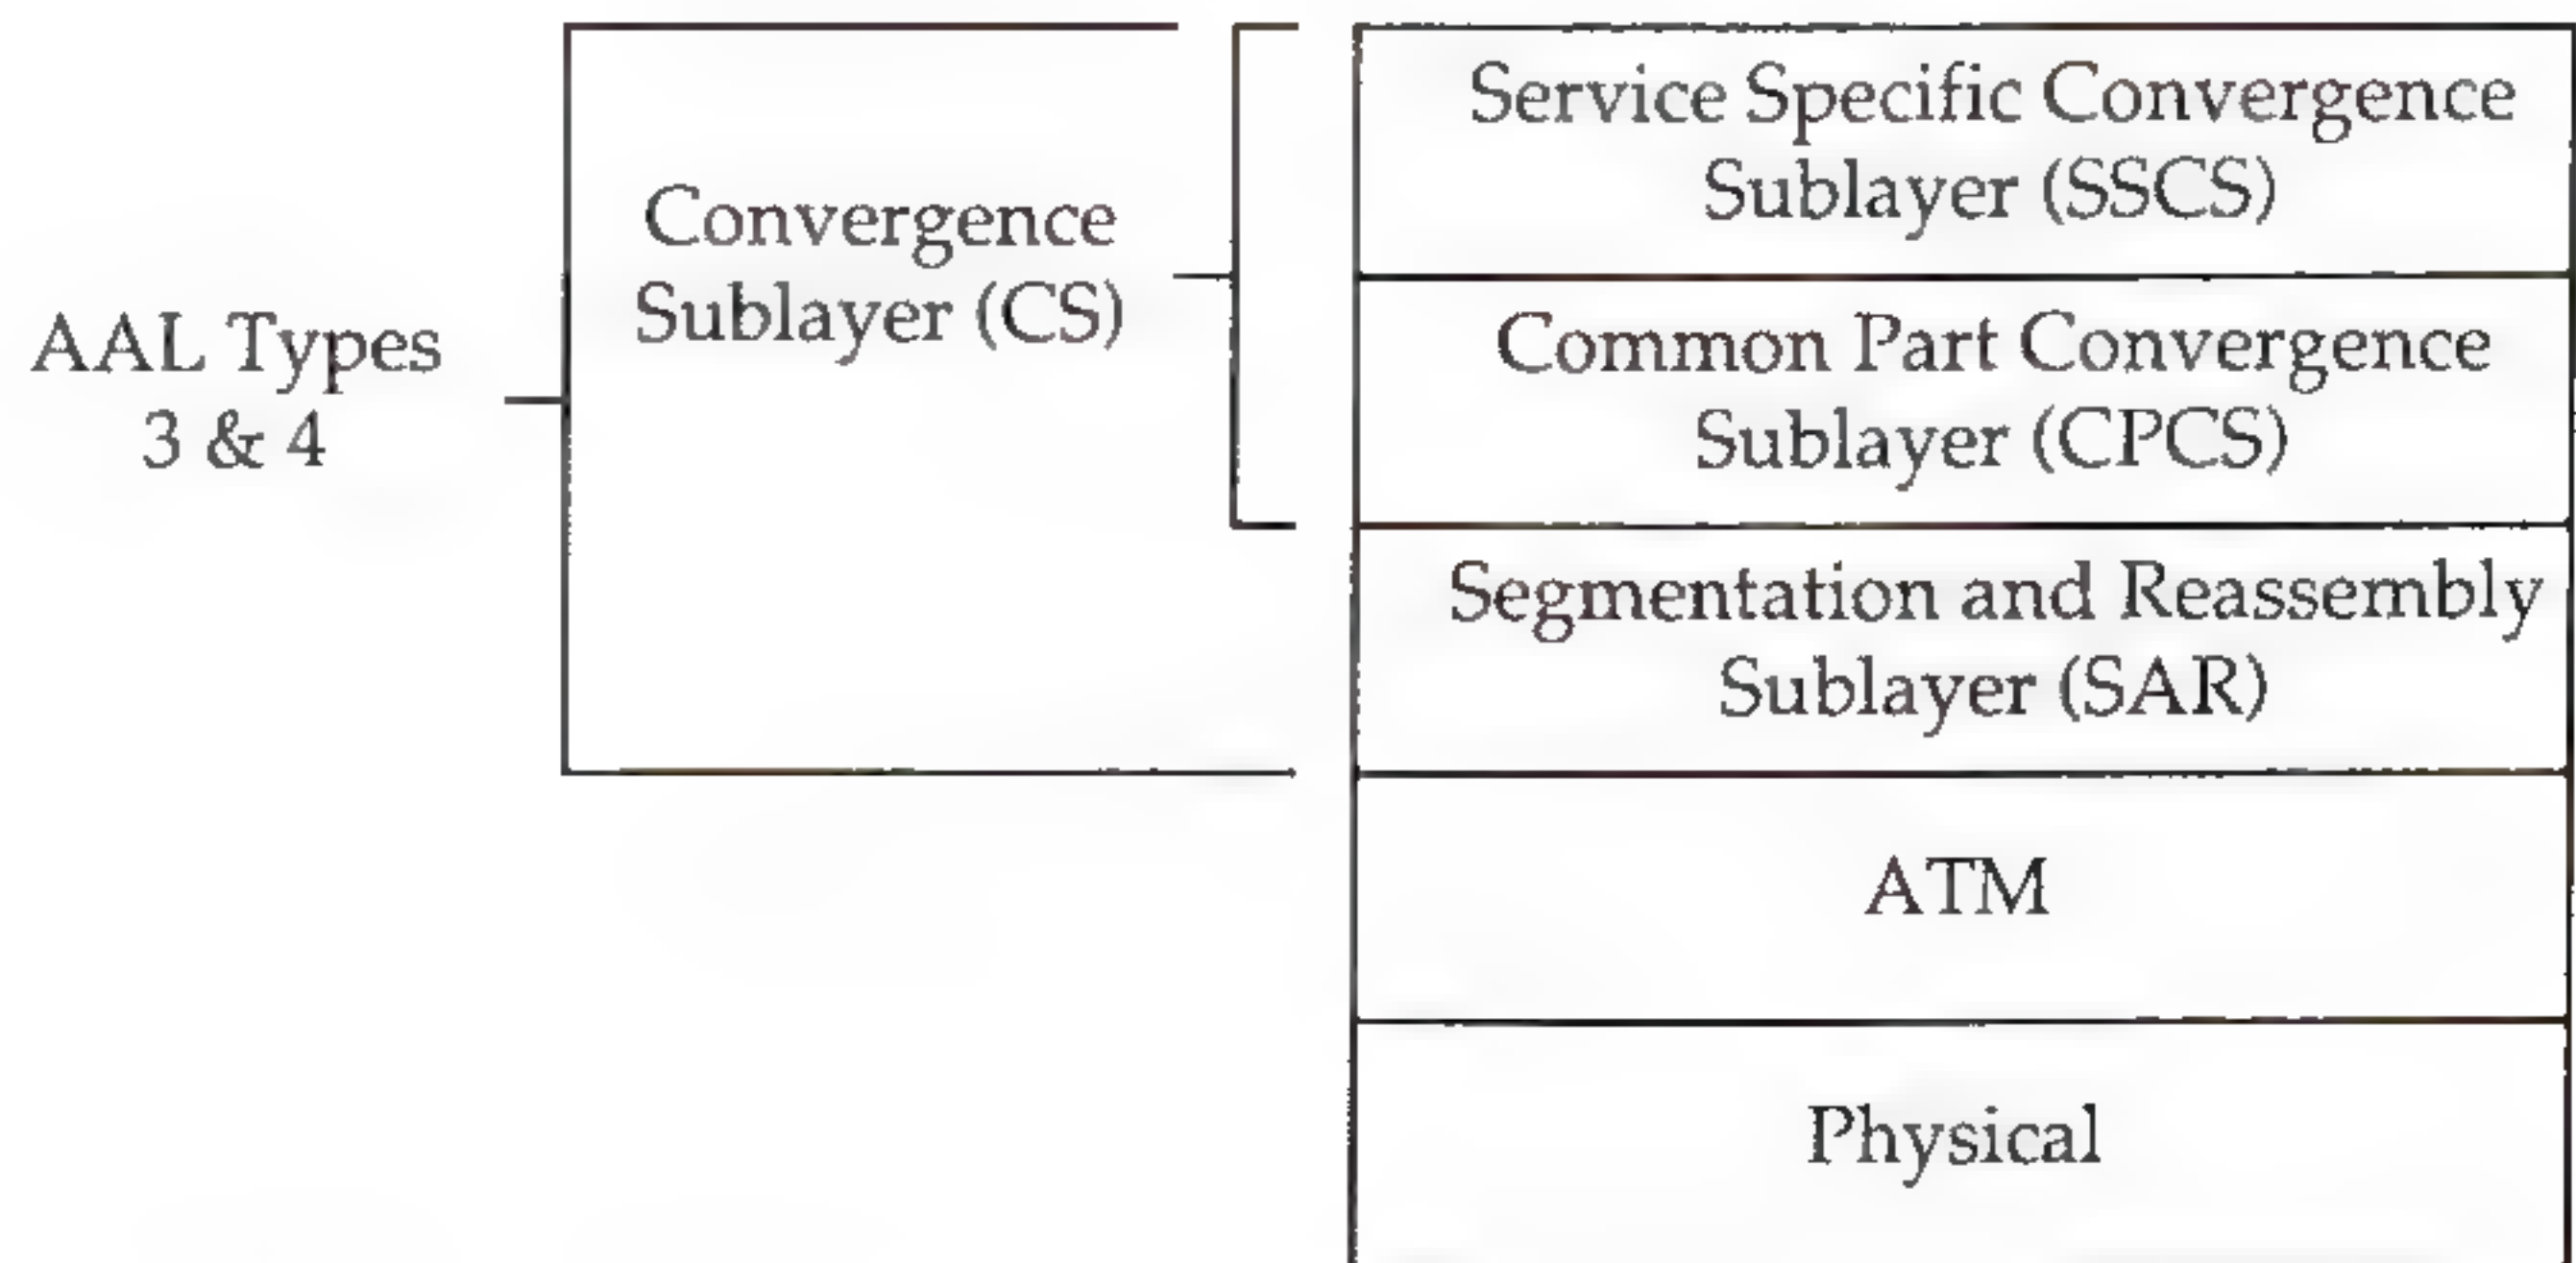 AAL Types
3 & 4
Convergence
Sublayer (CS)
Service Specific Convergence
Sublayer (SSCS)
Common Part Convergence
Sublayer (CPCS)
Segmentation and Reassembly
Sublayer (SAR)
ATM
Physical